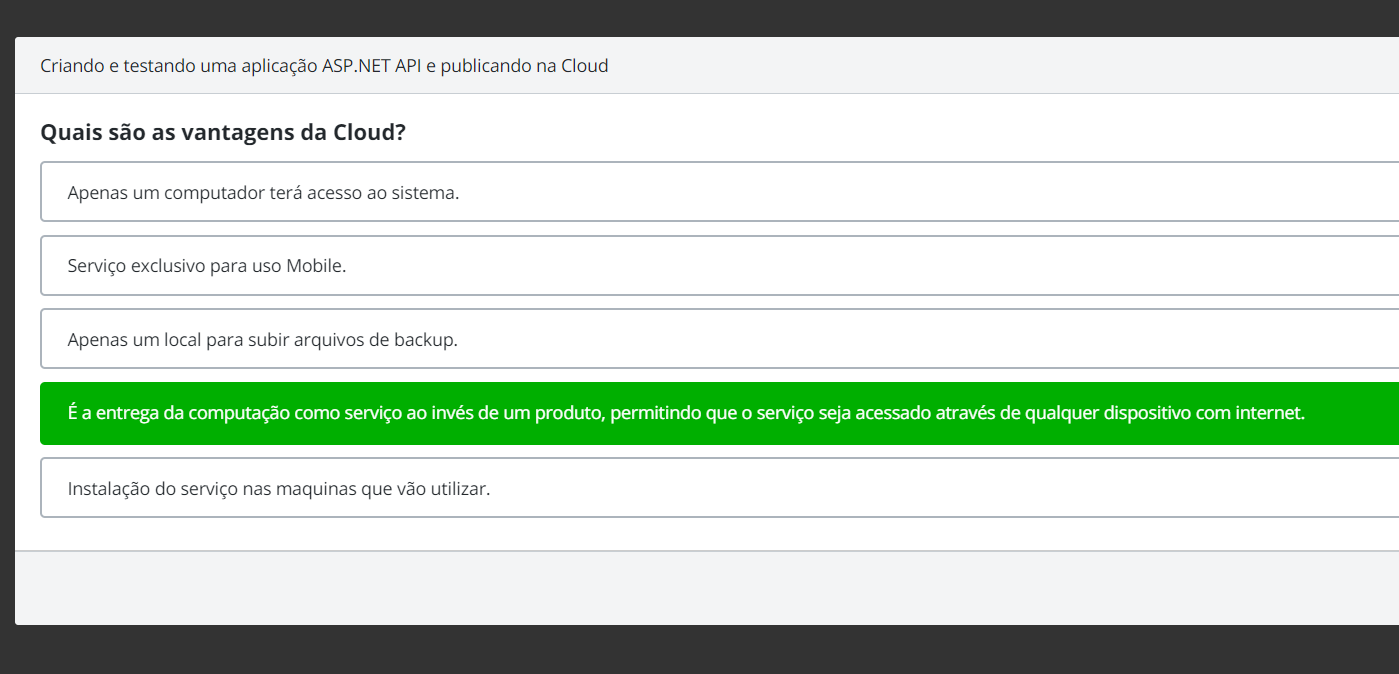 Criando e testando uma aplicação ASP.NET API e publicando na Cloud
Quais são as vantagens da Cloud?
Apenas um computador terá acesso ao sistema.
Serviço exclusivo para uso Mobile.
Apenas um local para subir arquivos de backup.
É a entrega da computação como serviço ao invés de um produto, permitindo que o serviço seja acessado através de qualquer dispositivo com internet.
Instalação do serviço nas maquinas que vão utilizar.